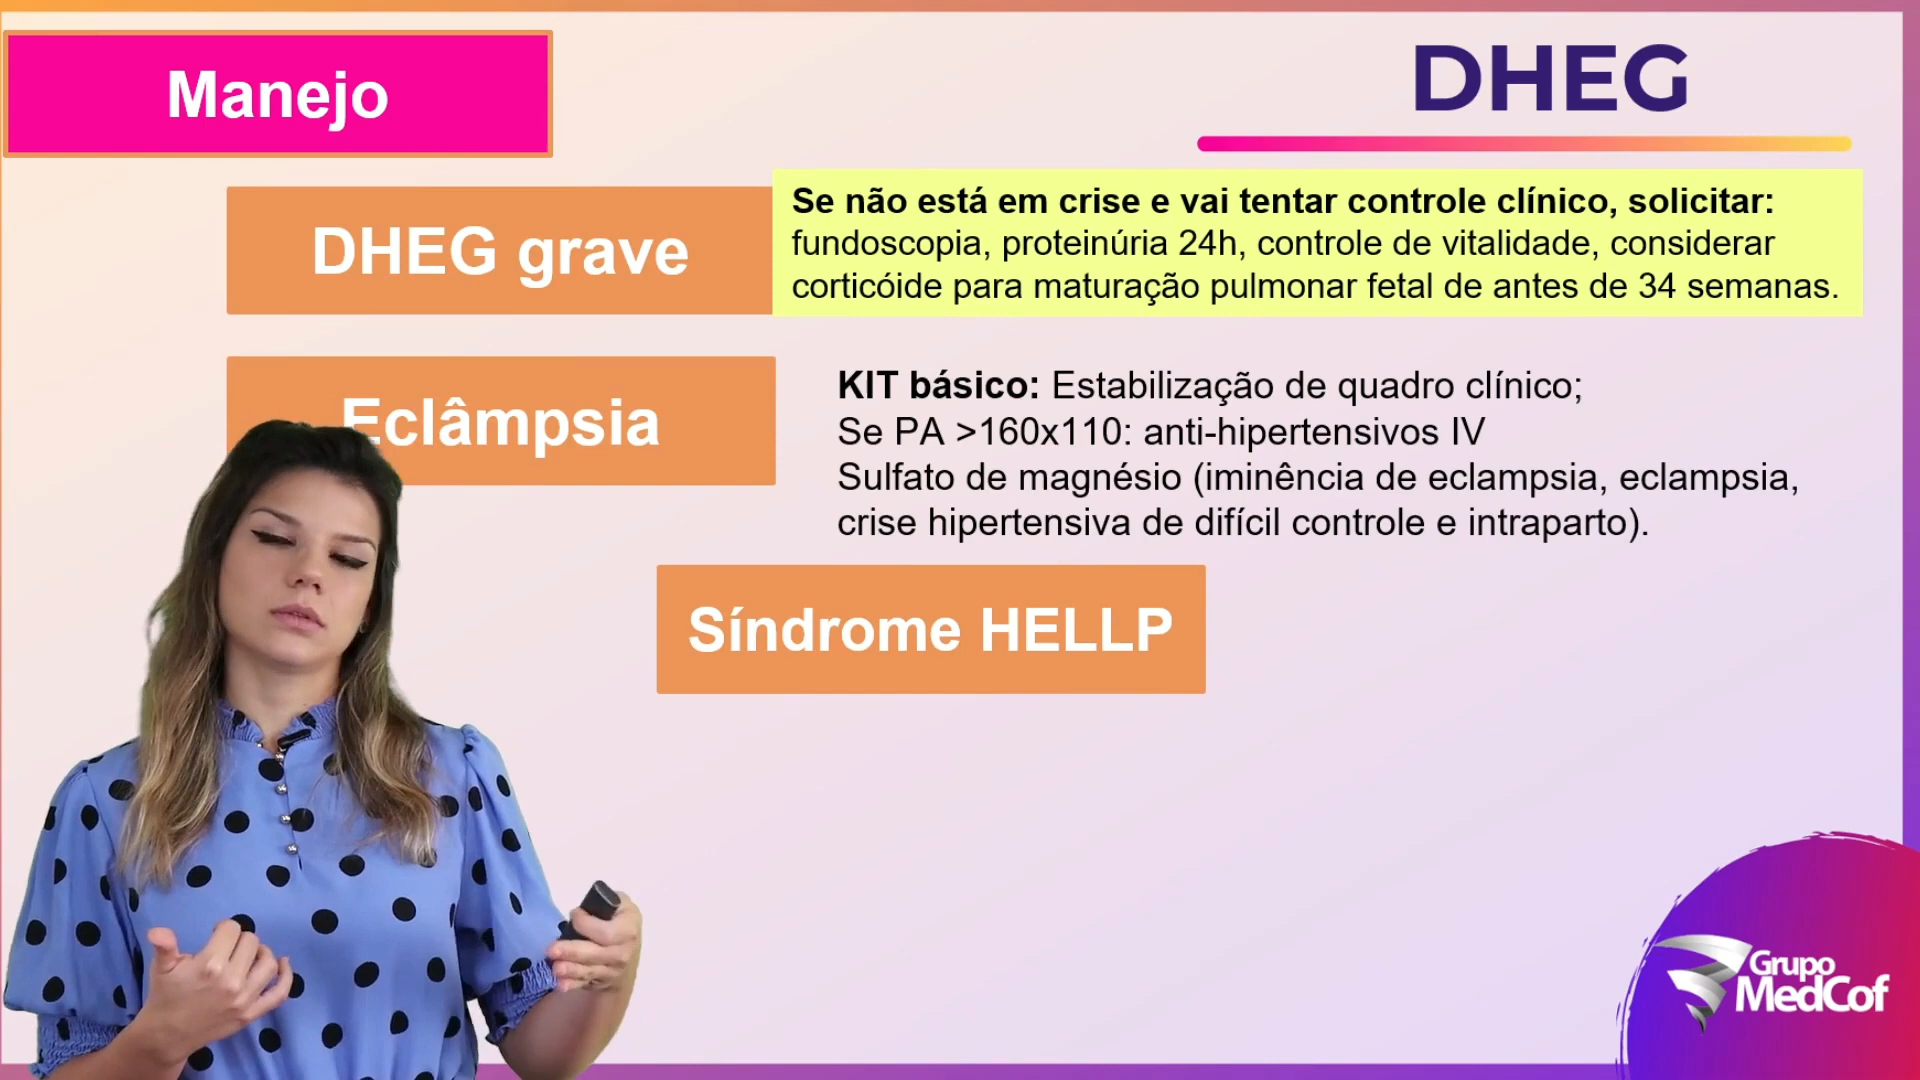 Manejo
DHEG
DHEG grave
Se não está em crise e vai tentar controle clínico, solicitar:
fundoscopia, proteinúria 24h, controle de vitalidade, considerar
corticóide para maturação pulmonar fetal de antes de 34 semanas.
Eclâmpsia
KIT básico: Estabilização de quadro clínico;
Se PA >160x110: anti-hipertensivos IV
Sulfato de magnésio (iminência de eclampsia, eclampsia,
crise hipertensiva de difícil controle e intraparto).
Síndrome HELLP
Grupo
MedCof